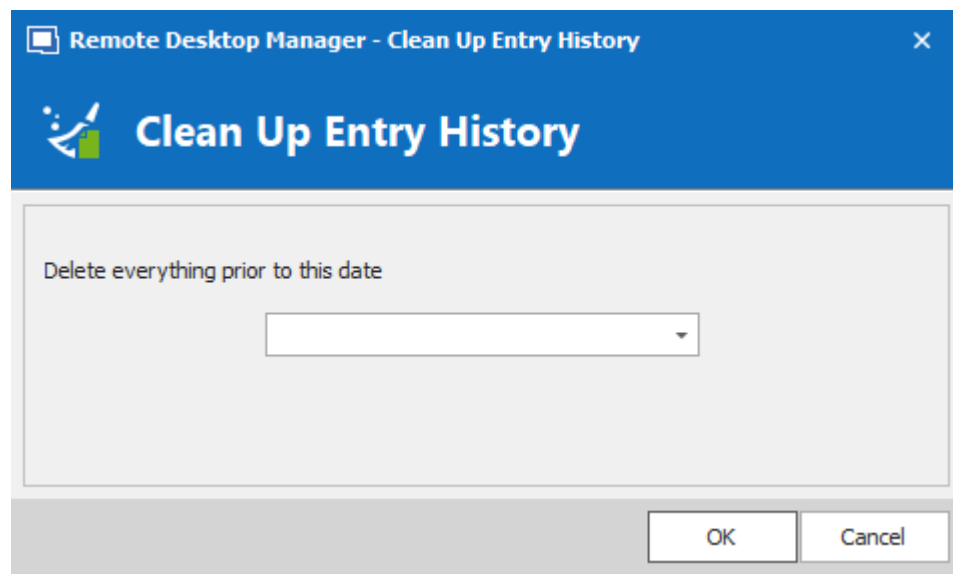 Remote Desktop Manager - Clean Up Entry History
Clean Up Entry History
Delete everything prior to this date
OK
Cancel